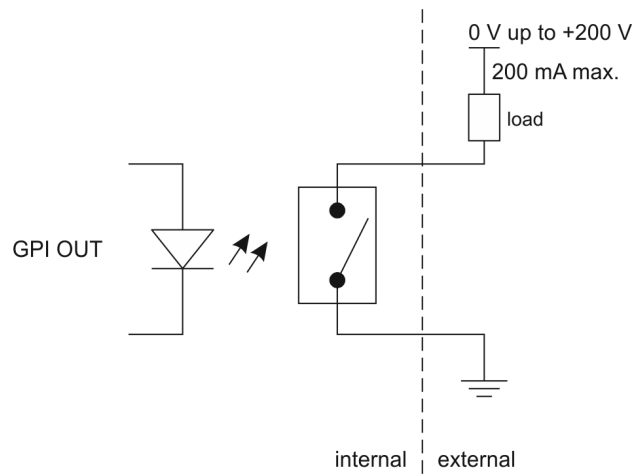 0 V up to +200 V
200 mA max.
load
GPI OUT
internal
external